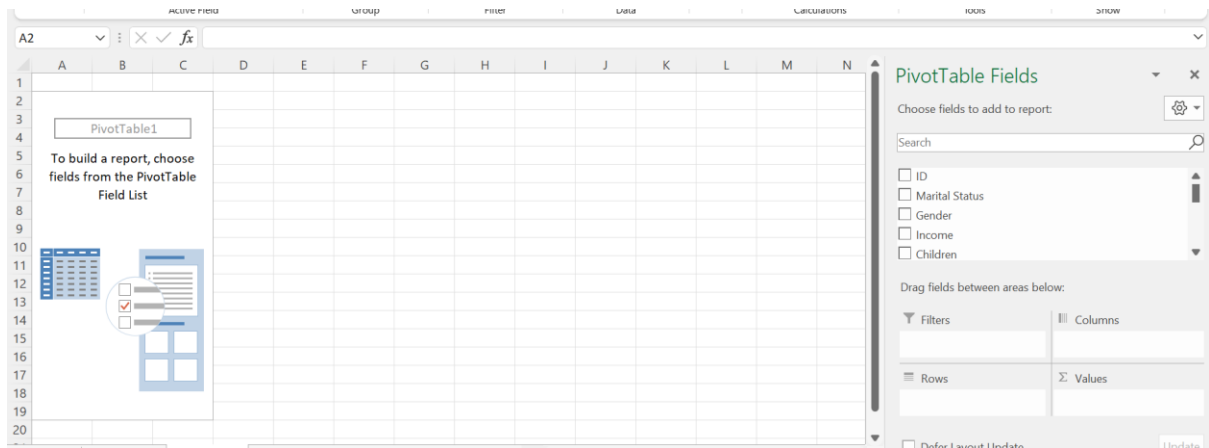 Active Field Group Filter Data Calculations Tools Show
A2 fx
A B C D E F G H I J K L M N
1
2
3
4
5
6
7
8
9
10
11
12
13
14
15
16
17
18
19
20
PivotTable1
To build a report, choose
fields from the PivotTable
Field List
PivotTable Fields
Choose fields to add to report:
Search
ID
Marital Status
Gender
Income
Children
Drag fields between areas below:
Filters
Columns
Rows
Σ Values
Defer Layout Update
Update